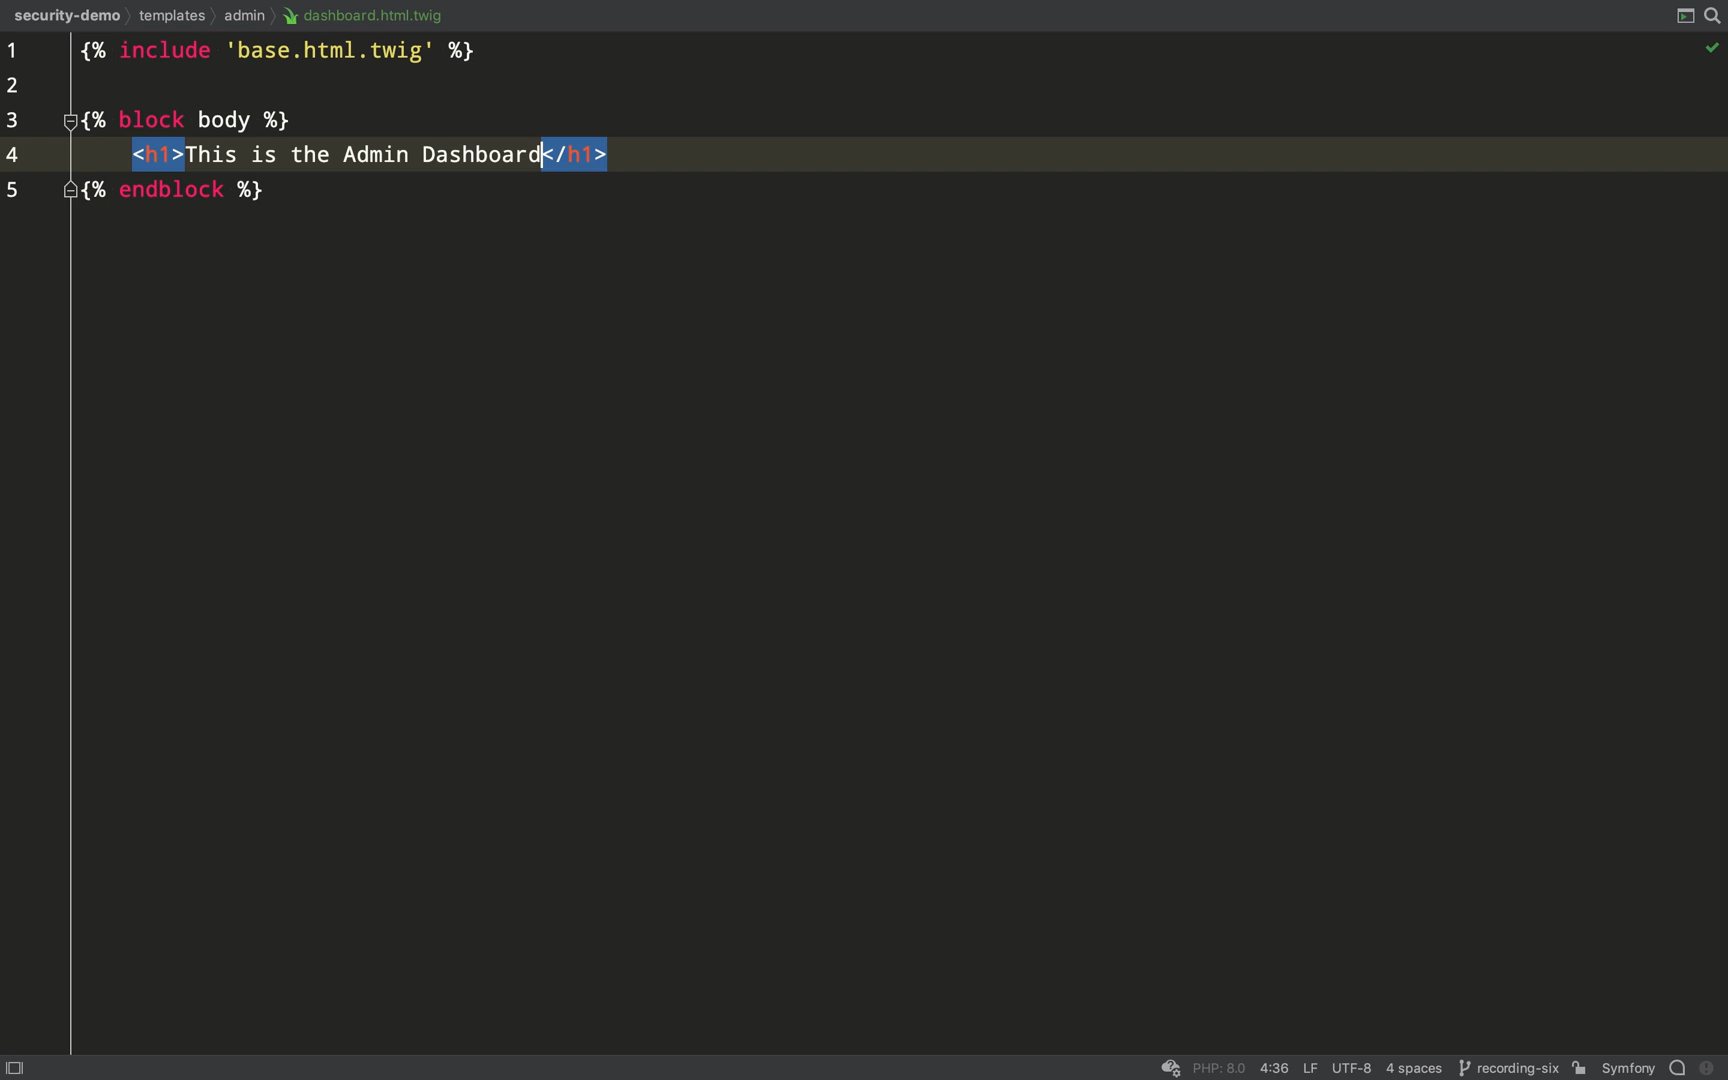 security-demo templates admin dashboard.html.twig
1 {% include 'base.html.twig' %}
2
3 {% block body %}
4 <h1>This is the Admin Dashboard</h1>
5 {% endblock %}
PHP: 8.0 4:36 LF UTF-8 4 spaces recording-six Symfony